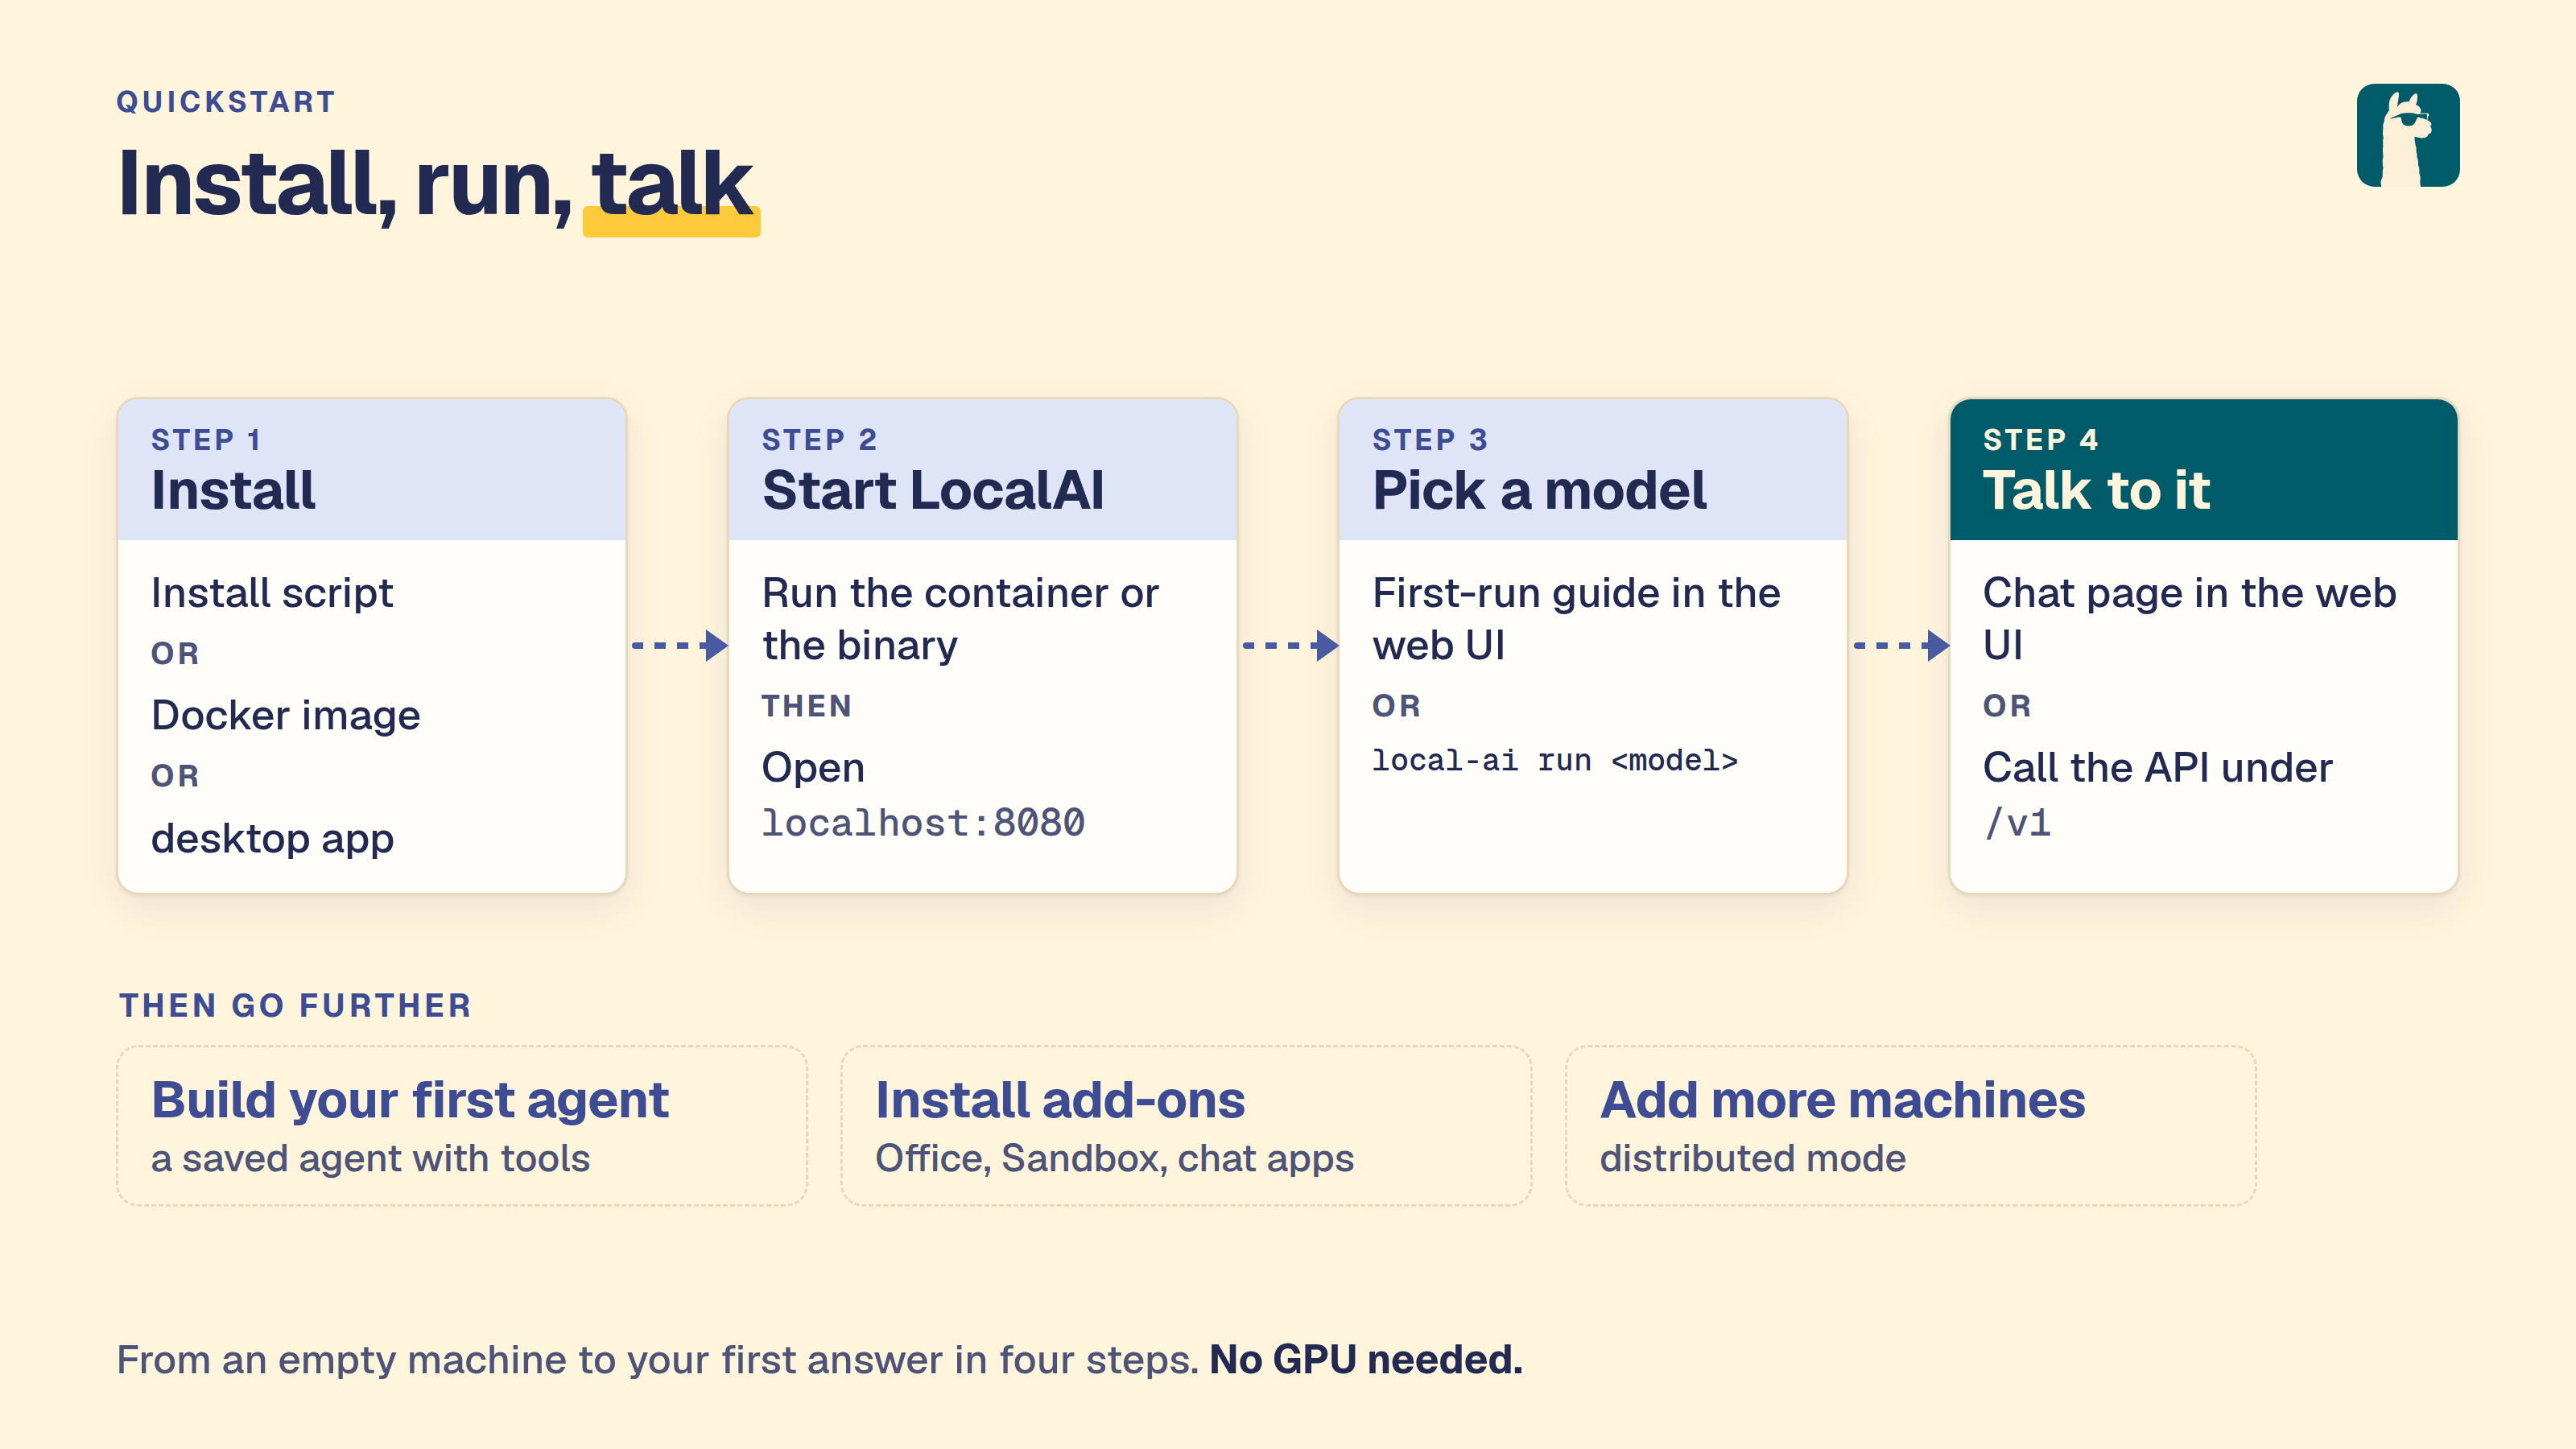 QUICKSTART
Install, run, talk
STEP 1
Install
Install script
OR
Docker image
OR
desktop app
STEP 2
Start LocalAI
Run the container or
the binary
THEN
Open
localhost:8080
STEP 3
Pick a model
First-run guide in the
web UI
OR
local-ai run <model>
STEP 4
Talk to it
Chat page in the web
UI
OR
Call the API under
/v1
THEN GO FURTHER
Build your first agent
a saved agent with tools
Install add-ons
Office, Sandbox, chat apps
Add more machines
distributed mode
From an empty machine to your first answer in four steps. No GPU needed.